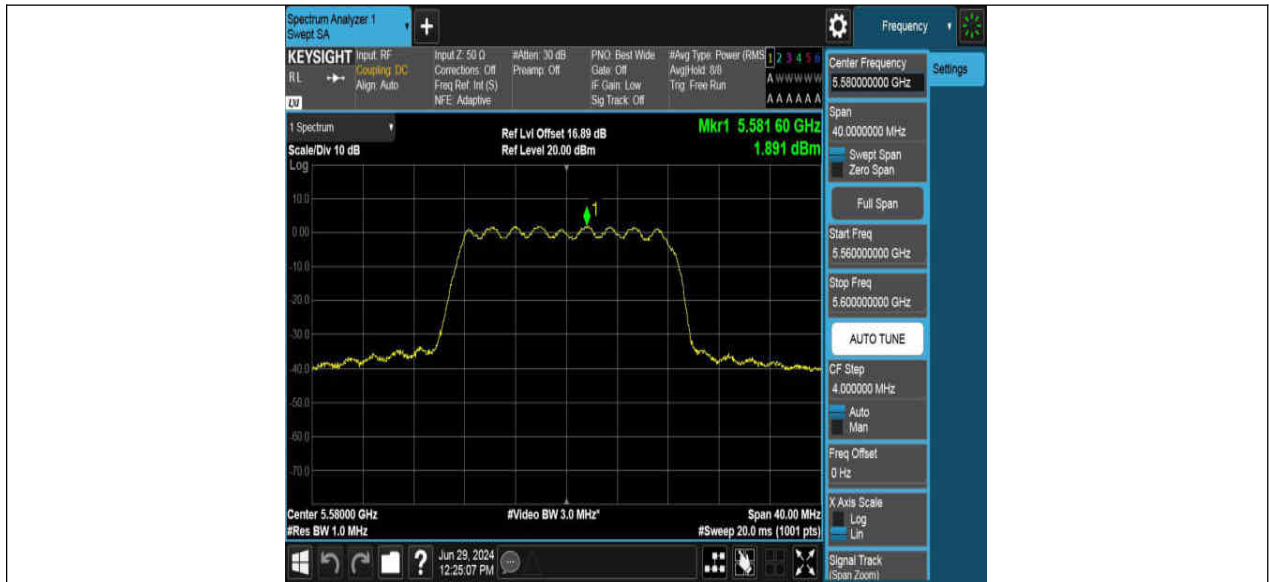 Spectrum Analyzer 1
Swept SA
+
Frequency
KEYSIGHT
RL
LXI
Input: RF
Coupling: DC
Align: Auto
Input Z: 50 Ω
Corrections: Off
Freq Ref: Int (S)
NFE: Adaptive
#Atten: 30 dB
Preamp: Off
PNO: Best Wide
Gate: Off
IF Gain: Low
Sig Track: Off
#Avg Type: Power (RMS
Avg|Hold: 8/8
Trig: Free Run
1 2 3 4 5 6
A W W W W W
A A A A A A
1 Spectrum
Scale/Div 10 dB
Log
Ref Lvl Offset 16.89 dB
Ref Level 20.00 dBm
Mkr1 5.581 60 GHz
1.891 dBm
10.0
0.00
-10.0
-20.0
-30.0
-40.0
-50.0
-60.0
-70.0
1
Center 5.58000 GHz
#Res BW 1.0 MHz
#Video BW 3.0 MHz*
Span 40.00 MHz
#Sweep 20.0 ms (1001 pts)
?
Jun 29, 2024
12:25:07 PM
Center Frequency
5.580000000 GHz
Settings
Span
40.0000000 MHz
Swept Span
Zero Span
Full Span
Start Freq
5.560000000 GHz
Stop Freq
5.600000000 GHz
AUTO TUNE
CF Step
4.000000 MHz
Auto
Man
Freq Offset
0 Hz
X Axis Scale
Log
Lin
Signal Track
(Span Zoom)